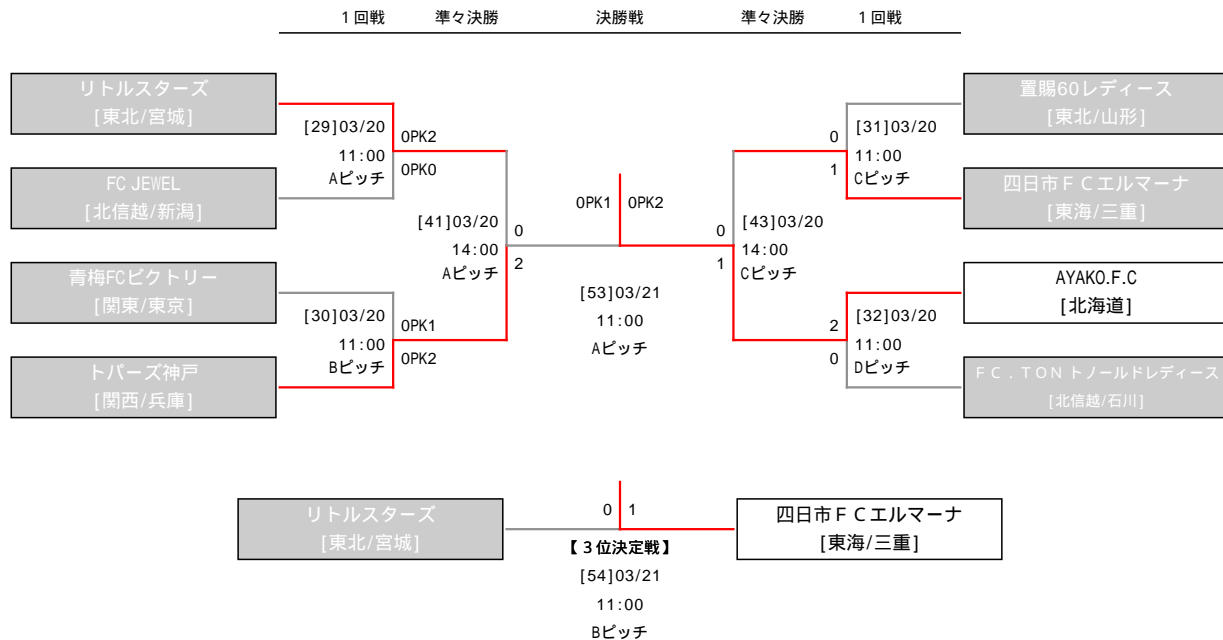 1回戦 準々決勝 決勝戦 準々決勝 1回戦
リトルスターズ
[東北/宮城]
FC JEWEL
[北信越/新潟]
青梅FCビクトリー
[関東/東京]
トパーズ神戸
[関西/兵庫]
[29]03/20
11:00
Aピッチ
0PK2
0PK0
[30]03/20
11:00
Bピッチ
0PK1
0PK2
[41]03/20
14:00
Aピッチ
0
2
0PK1 0PK2
[53]03/21
11:00
Aピッチ
0
1
[43]03/20
14:00
Cピッチ
0
1
[31]03/20
11:00
Cピッチ
2
0
[32]03/20
11:00
Dピッチ
置賜60レディース
[東北/山形]
四日市ＦＣエルマーナ
[東海/三重]
AYAKO.F.C
[北海道]
ＦＣ．ＴＯＮトノールドレディース
[北信越/石川]
リトルスターズ
[東北/宮城]
0 1
四日市ＦＣエルマーナ
[東海/三重]
【3位決定戦】
[54]03/21
11:00
Bピッチ